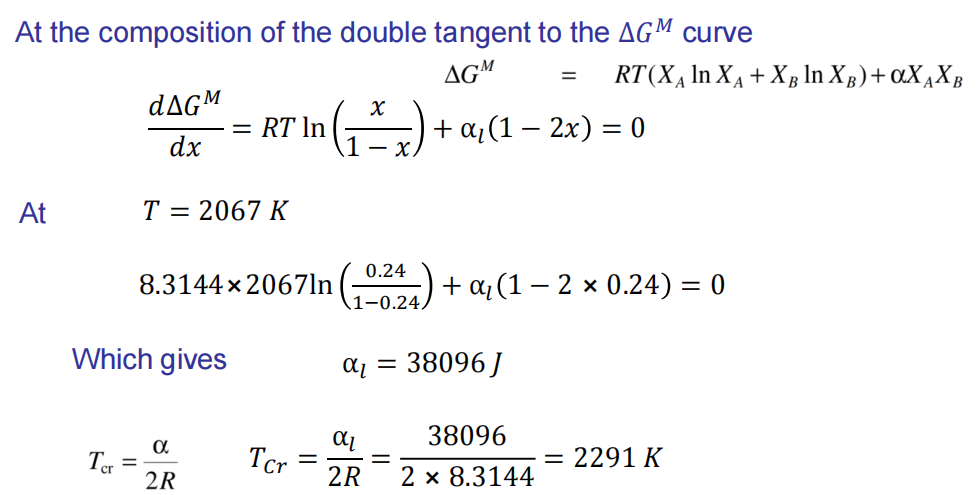 At the composition of the double tangent to the ΔG^M curve
ΔG^M = RT(X_A ln X_A + X_B ln X_B) + αX_A X_B
dΔG^M/dx = RT ln(x/(1 − x)) + α_l(1 − 2x) = 0
At T = 2067 K
8.3144×2067ln(0.24/(1−0.24)) + α_l(1 − 2 × 0.24) = 0
Which gives α_l = 38096 J
T_cr = α/2R T_Cr = α_l/2R = 38096/(2 × 8.3144) = 2291 K